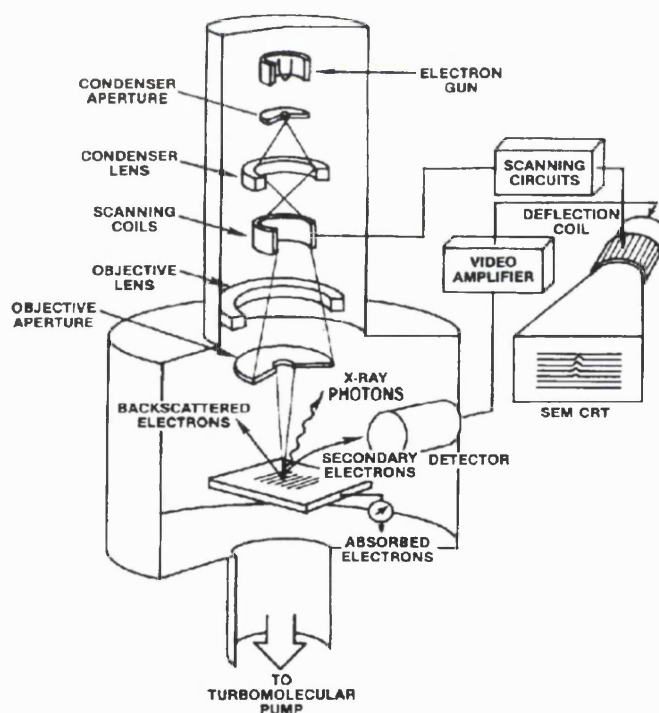 ELECTRON
GUN
CONDENSER
APERTURE
CONDENSER
LENS
SCANNING
CIRCUITS
SCANNING
COILS
DEFLECTION
COIL
VIDEO
AMPLIFIER
OBJECTIVE
LENS
OBJECTIVE
APERTURE
X-RAY
PHOTONS
BACKSCATTERED
ELECTRONS
SEM CRT
SECONDARY
ELECTRONS
DETECTOR
ABSORBED
ELECTRONS
TO
TURBOMOLECULAR
PUMP